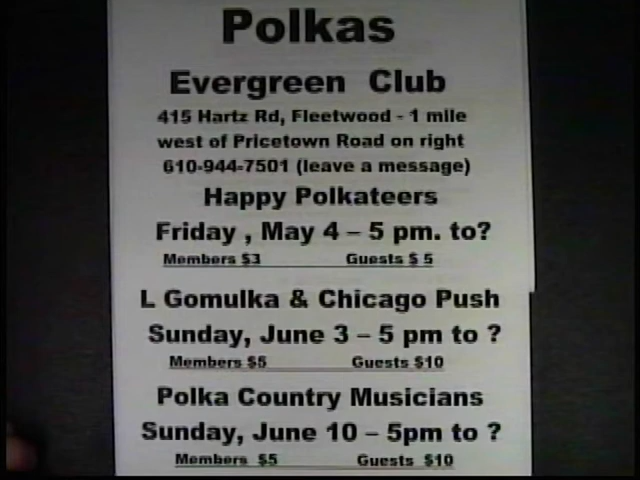 Polkas
Evergreen Club
415 Hartz Rd, Fleetwood - 1 mile
west of Pricetown Road on right
610-944-7501 (leave a message)
Happy Polkateers
Friday , May 4 – 5 pm. to?
Members $3 Guests $ 5
L Gomulka & Chicago Push
Sunday, June 3 – 5 pm to ?
Members $5 Guests $10
Polka Country Musicians
Sunday, June 10 – 5pm to ?
Members $5 Guests $10